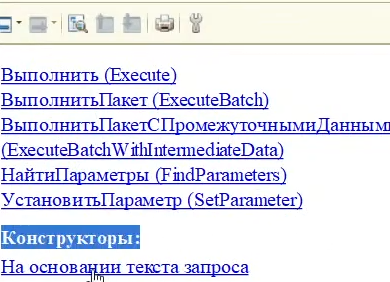 Выполнить (Execute)
ВыполнитьПакет (ExecuteBatch)
ВыполнитьПакетСПромежуточнымиДанным
(ExecuteBatchWithIntermediateData)
НайтиПараметры (FindParameters)
УстановитьПараметр (SetParameter)
Конструкторы:
На основании текста запроса